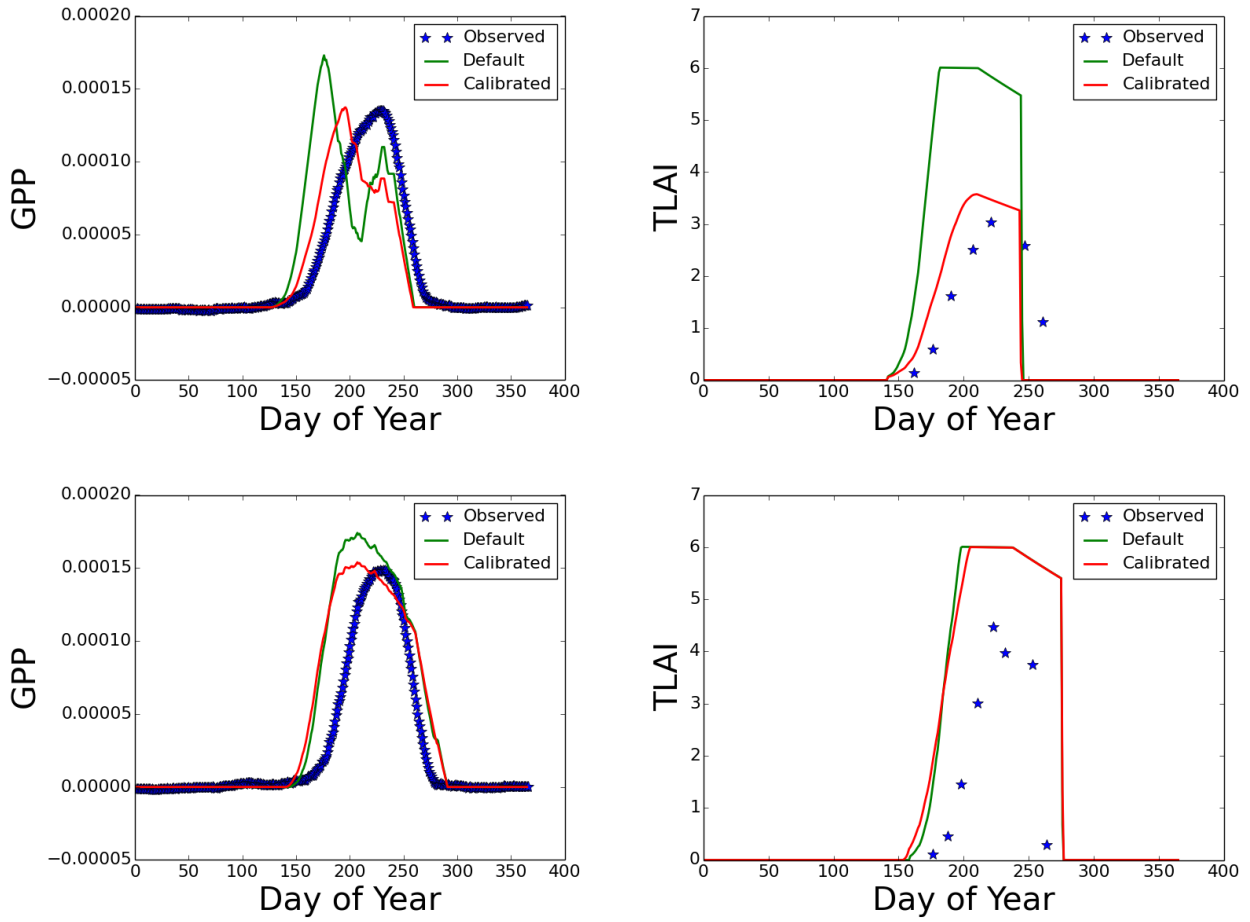 0.00020
0.00015
0.00010
0.00005
0.00000
−0.00005
GPP
0 50 100 150 200 250 300 350 400
Day of Year
Observed
Default
Calibrated
7
6
5
4
3
2
1
0
TLAI
0 50 100 150 200 250 300 350 400
Day of Year
Observed
Default
Calibrated
0.00020
0.00015
0.00010
0.00005
0.00000
−0.00005
GPP
0 50 100 150 200 250 300 350 400
Day of Year
Observed
Default
Calibrated
7
6
5
4
3
2
1
0
TLAI
0 50 100 150 200 250 300 350 400
Day of Year
Observed
Default
Calibrated